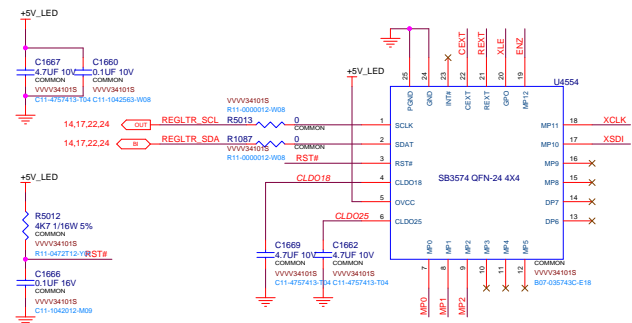 +5V_LED
C1667
4.7UF 10V
COMMON
VVVV34101S
C11-4757413-T04
C1660
0.1UF 10V
COMMON
VVVV34101S
C11-1042563-W08
14,17,22,24
OUT
REGLTR_SCL
VVVV34101S
R11-0000012-W08
R5013
0
COMMON
14,17,22,24
BI
REGLTR_SDA
R1087
0
COMMON
VVVV34101S
R11-0000012-W08
RST#
CLDO18
CLDO25
+5V_LED
+5V_LED
R5012
4K7 1/16W 5%
COMMON
VVVV34101S
RST#
C1666
0.1UF 16V
COMMON
VVVV34101S
C11-1042012-M09
C1669
4.7UF 10V
COMMON
VVVV34101S
C11-4757413-T04
C1662
4.7UF 10V
COMMON
VVVV34101S
C11-4757413-T04
CEXT
REXT
XLE
ENZ
25
24
23
22
21
20
19
U4554
PGND
GND
INT#
CEXT
REXT
GPO
MP12
1
SCLK
2
SDAT
3
RST#
4
CLDO18
5
OVCC
6
CLDO25
SB3574 QFN-24 4X4
MP11
18
XCLK
MP10
17
XSDI
MP9
16
MP8
15
DP7
14
DP6
13
MP0
MP1
MP2
MP3
MP4
MP5
7
8
9
10
11
12
MP0
MP1
MP2
COMMON
VVVV34101S
B07-035743C-E18